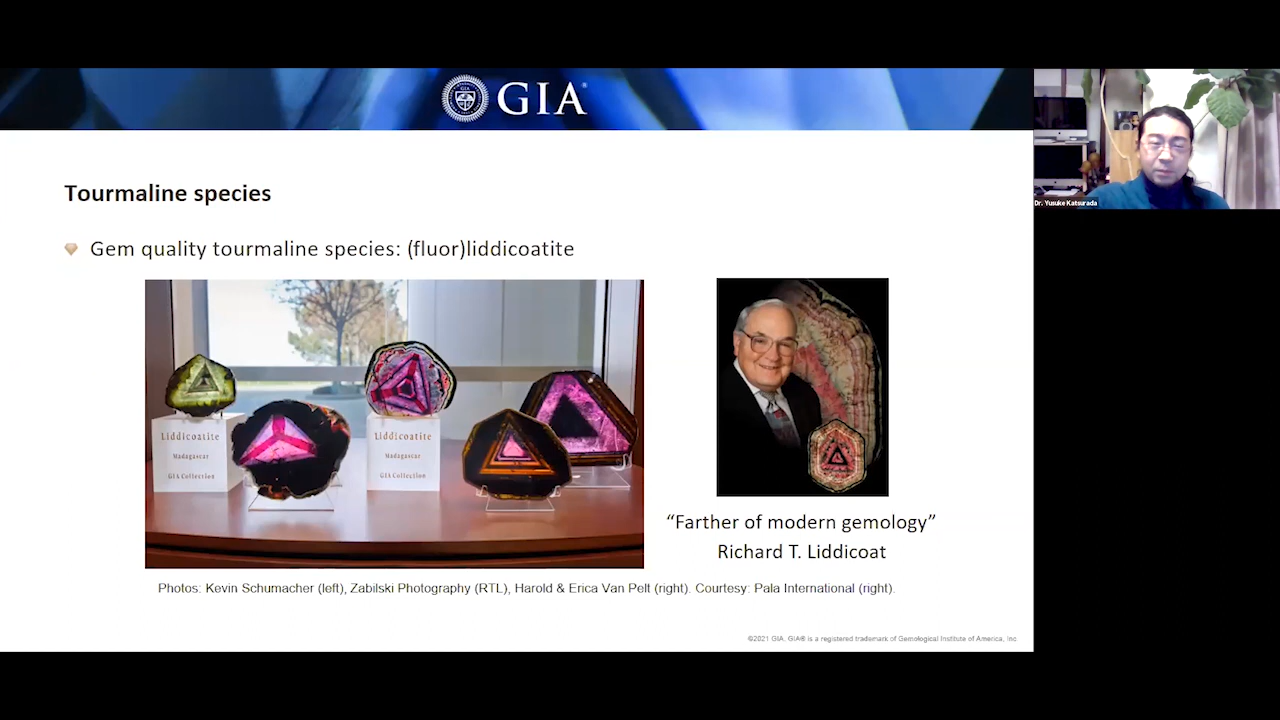 GIA®
Dr. Yusuke Katsurada
Tourmaline species
Gem quality tourmaline species: (fluor)liddicoatite
Liddicoatite
Madagascar
GIA Collection
Liddicoatite
Madagascar
GIA Collection
“Farther of modern gemology”
Richard T. Liddicoat
Photos: Kevin Schumacher (left), Zabilski Photography (RTL), Harold & Erica Van Pelt (right). Courtesy: Pala International (right).
©2021 GIA. GIA® is a registered trademark of Gemological Institute of America, Inc